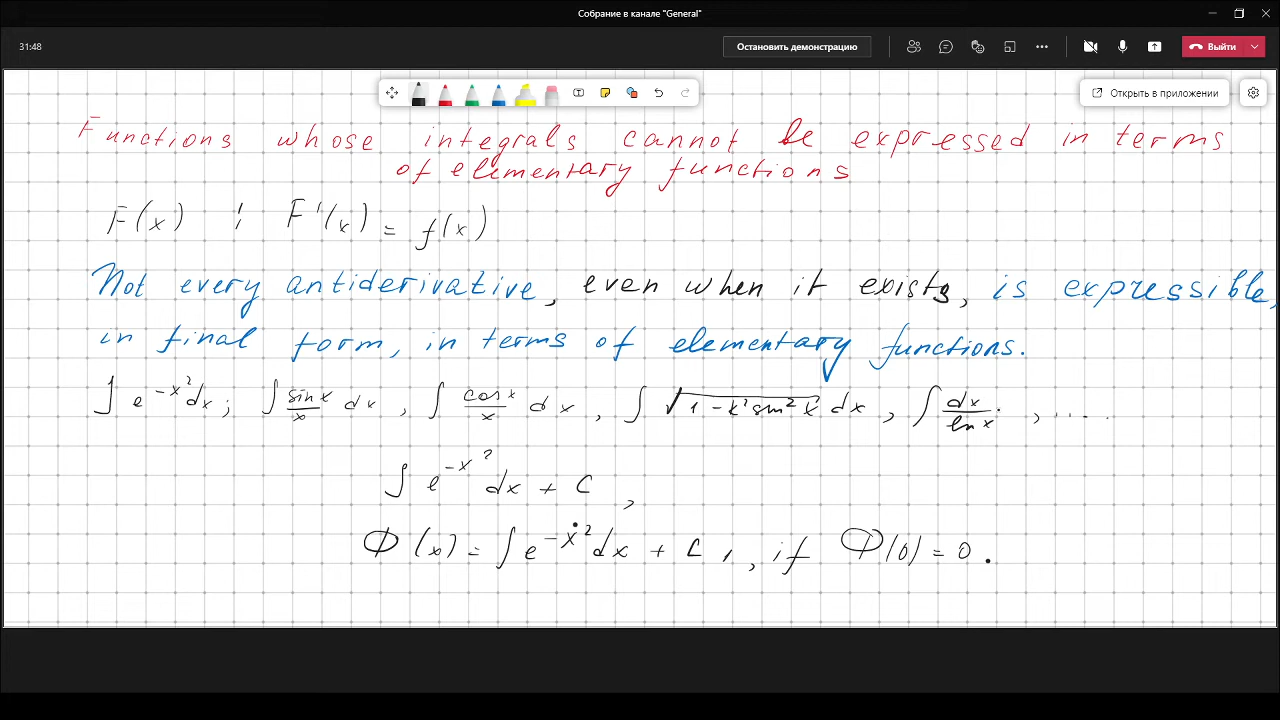 Собрание в канале "General"
31:48
Остановить демонстрацию
Выйти
Открыть в приложении
Functions whose integrals cannot be expressed in terms
of elementary functions
F(x) : F'(x) = f(x)
Not every antiderivative, even when it exists, is expressible,
in final form, in terms of elementary functions.
∫ e^{-x²} dx; ∫ sin x / x dx, ∫ cos x / x dx, ∫ √(1 - k² sin² x) dx, ∫ dx / ln x, ....
∫ e^{-x²} dx + C,
Φ(x) = ∫ e^{-x²} dx + C₁, if Φ(0) = 0.